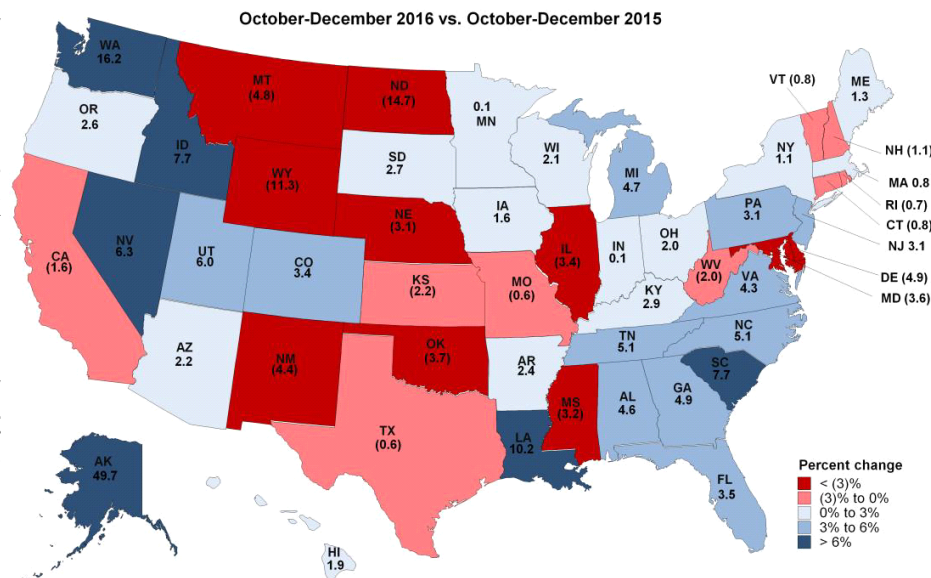 October-December 2016 vs. October-December 2015
WA
16.2
MT
(4.8)
ND
(14.7)
VT (0.8)
ME
1.3
OR
2.6
ID
7.7
0.1
MN
WI
2.1
NY
1.1
NH (1.1)
SD
2.7
MI
4.7
MA 0.8
WY
(11.3)
RI (0.7)
IA
1.6
PA
3.1
CT (0.8)
NE
(3.1)
NJ 3.1
NV
6.3
IL
(3.4)
IN
0.1
OH
2.0
CA
(1.6)
UT
6.0
CO
3.4
WV
(2.0)
DE (4.9)
VA
4.3
MD (3.6)
KS
(2.2)
MO
(0.6)
KY
2.9
NC
5.1
TN
5.1
AZ
2.2
NM
(4.4)
OK
(3.7)
AR
2.4
SC
7.7
MS
(3.2)
AL
4.6
GA
4.9
TX
(0.6)
LA
10.2
AK
49.7
FL
3.5
HI
1.9
Percent change
< (3)%
(3)% to 0%
0% to 3%
3% to 6%
> 6%